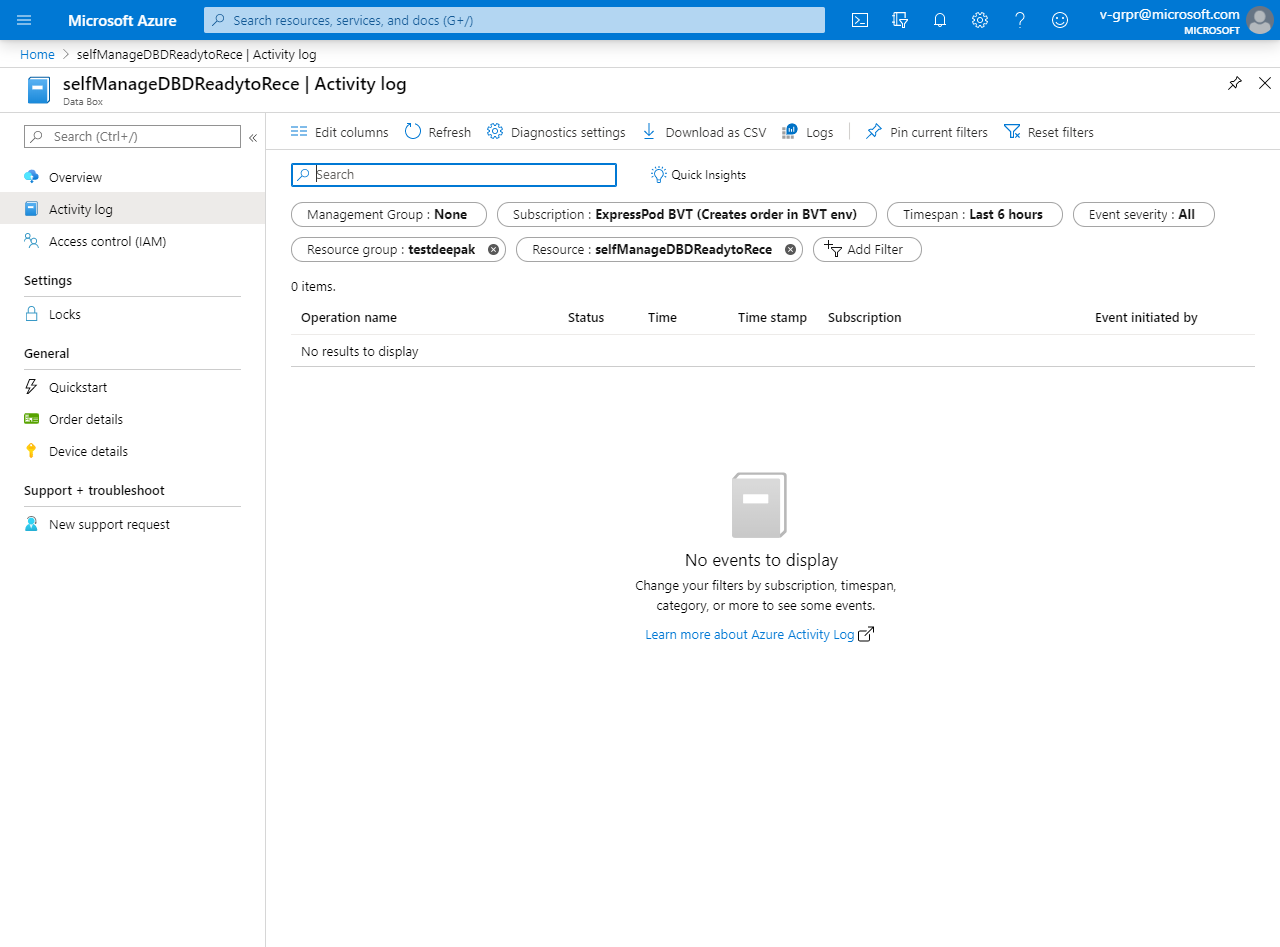 Microsoft Azure
Search resources, services, and docs (G+/)
v-grpr@microsoft.com
MICROSOFT
Home > selfManageDBDReadytoRece | Activity log
selfManageDBDReadytoRece | Activity log
Data Box
Search (Ctrl+/)
«
Overview
Activity log
Access control (IAM)
Settings
Locks
General
Quickstart
Order details
Device details
Support + troubleshoot
New support request
Edit columns Refresh Diagnostics settings Download as CSV Logs Pin current filters Reset filters
Search
Quick Insights
Management Group : None Subscription : ExpressPod BVT (Creates order in BVT env) Timespan : Last 6 hours Event severity : All
Resource group : testdeepak Resource : selfManageDBDReadytoRece Add Filter
0 items.
Operation name Status Time Time stamp Subscription Event initiated by
No results to display
No events to display
Change your filters by subscription, timespan,
category, or more to see some events.
Learn more about Azure Activity Log